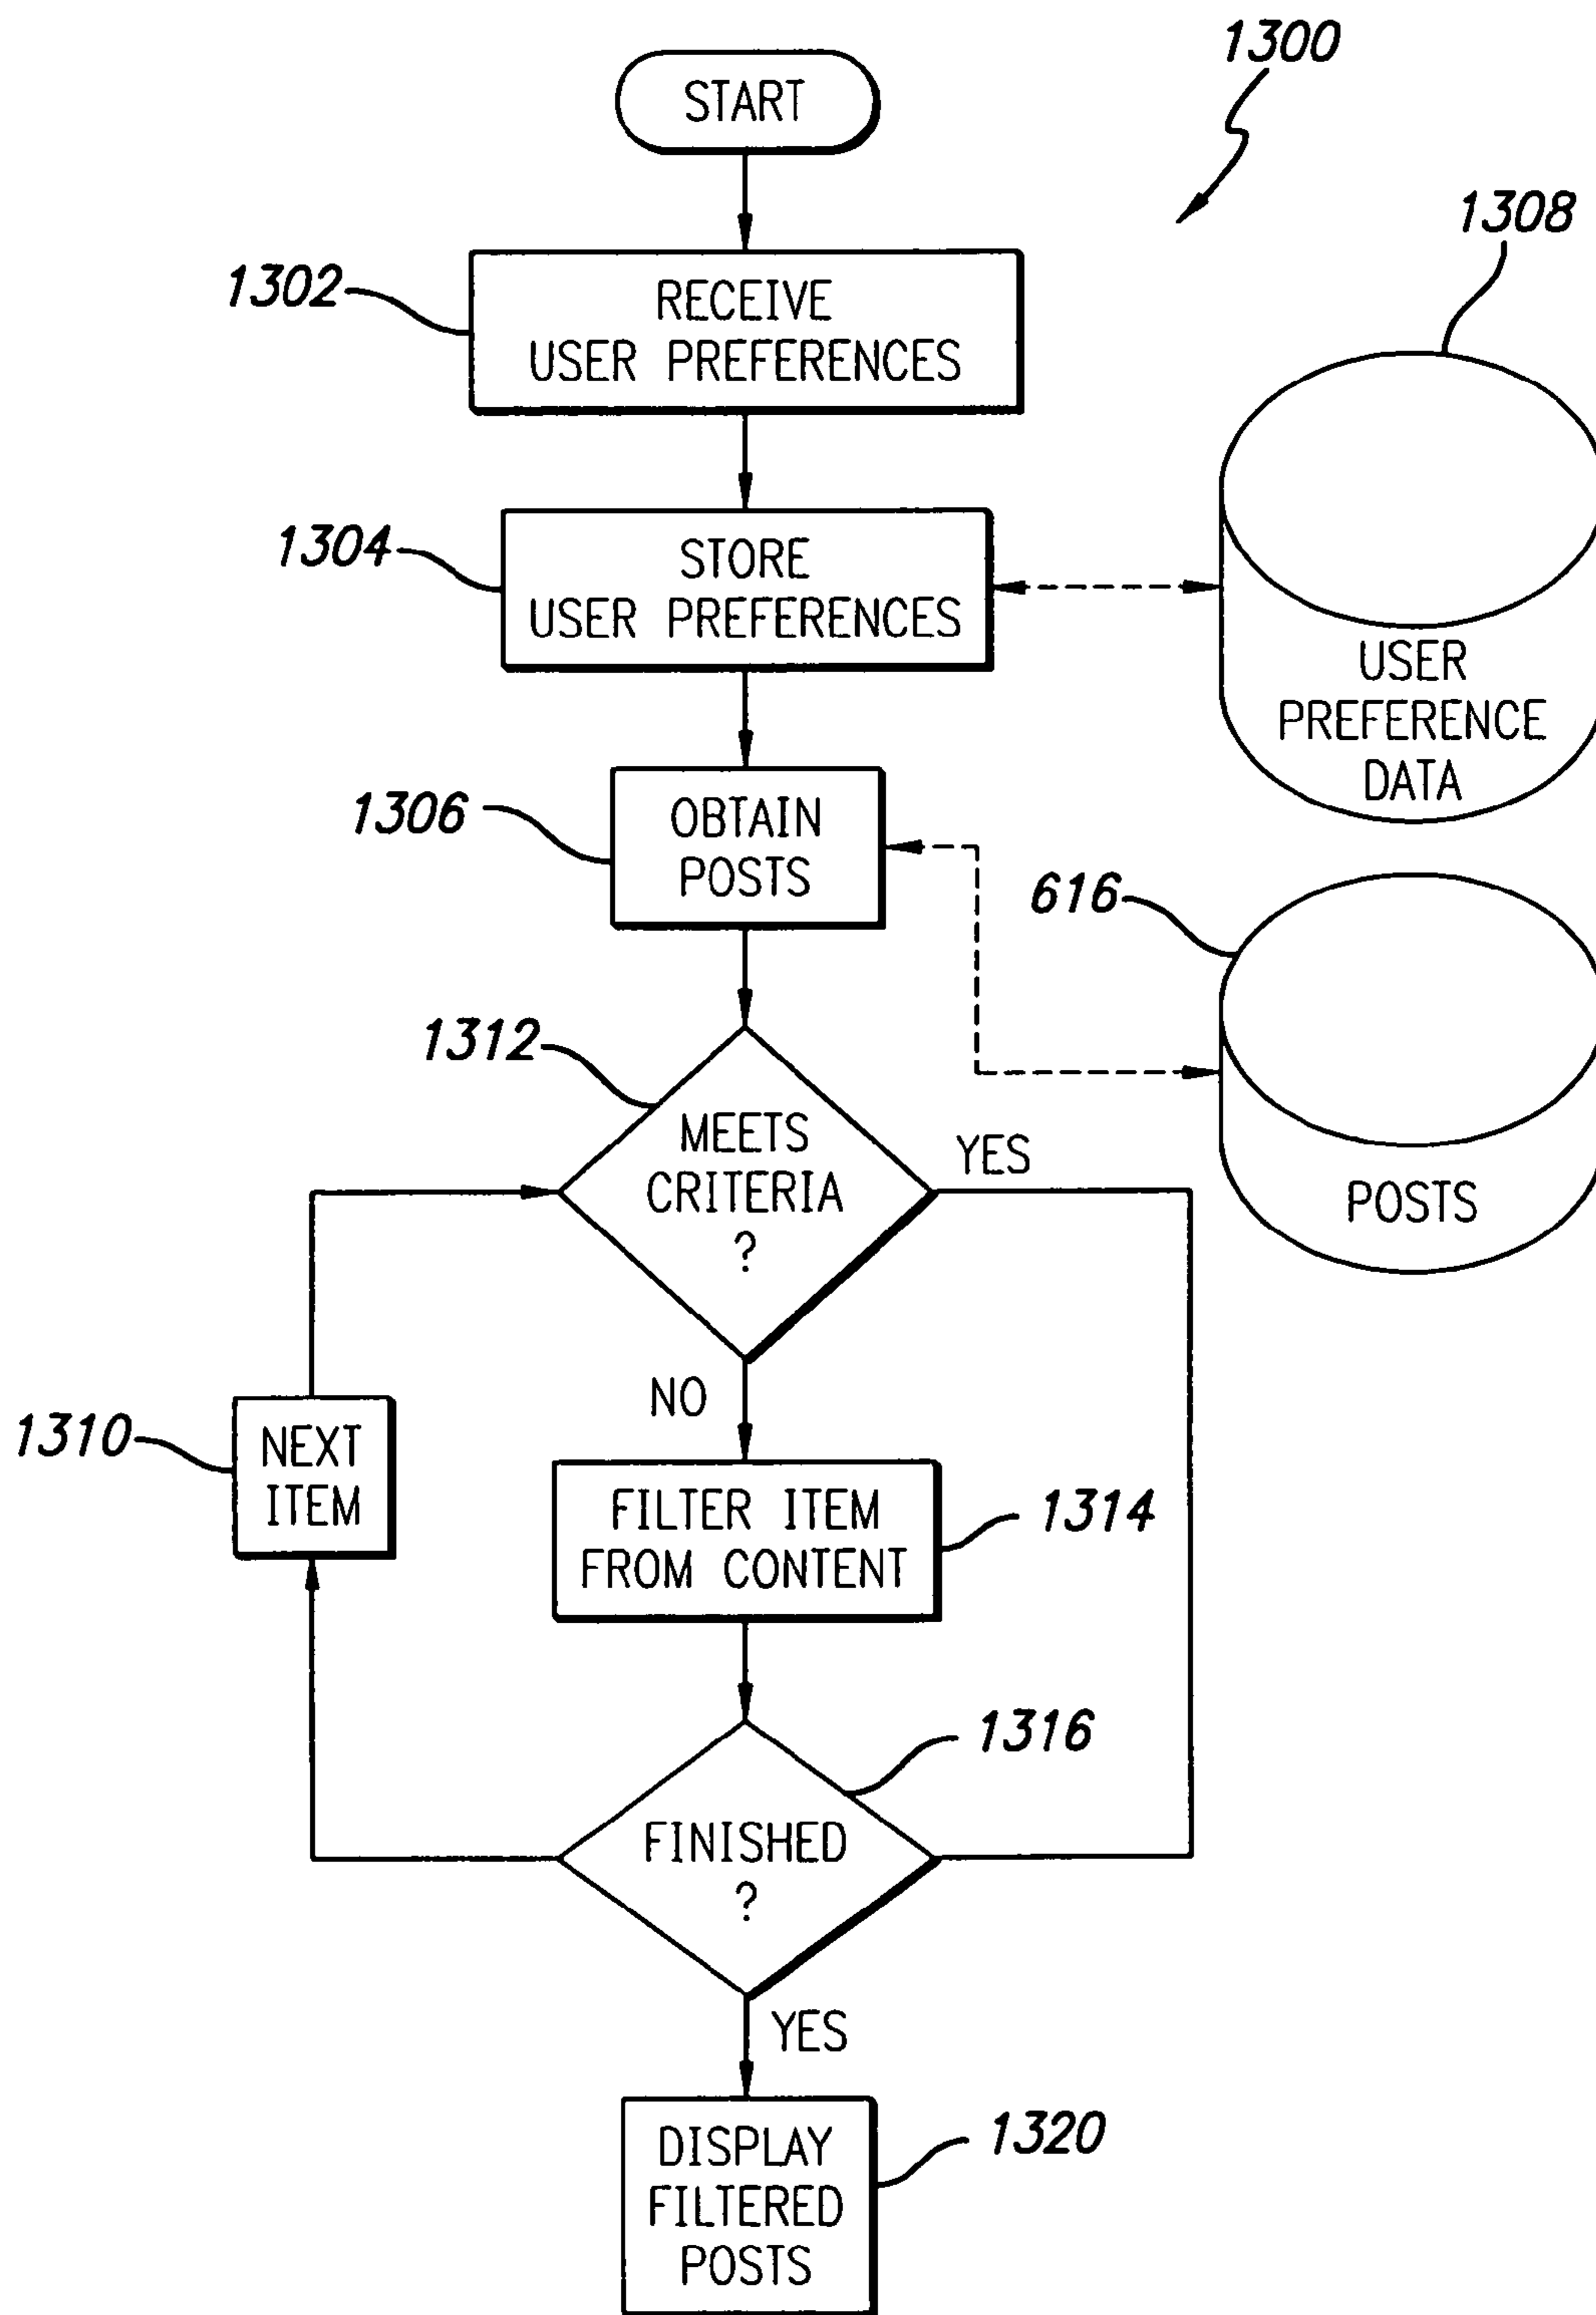 1300
START
1308
1302
RECEIVE
USER PREFERENCES
1304
STORE
USER PREFERENCES
USER
PREFERENCE
DATA
1306
OBTAIN
POSTS
616
1312
MEETS
CRITERIA
?
YES
POSTS
NO
1310
NEXT
ITEM
FILTER ITEM
FROM CONTENT
1314
1316
FINISHED
?
YES
DISPLAY
FILTERED
POSTS
1320